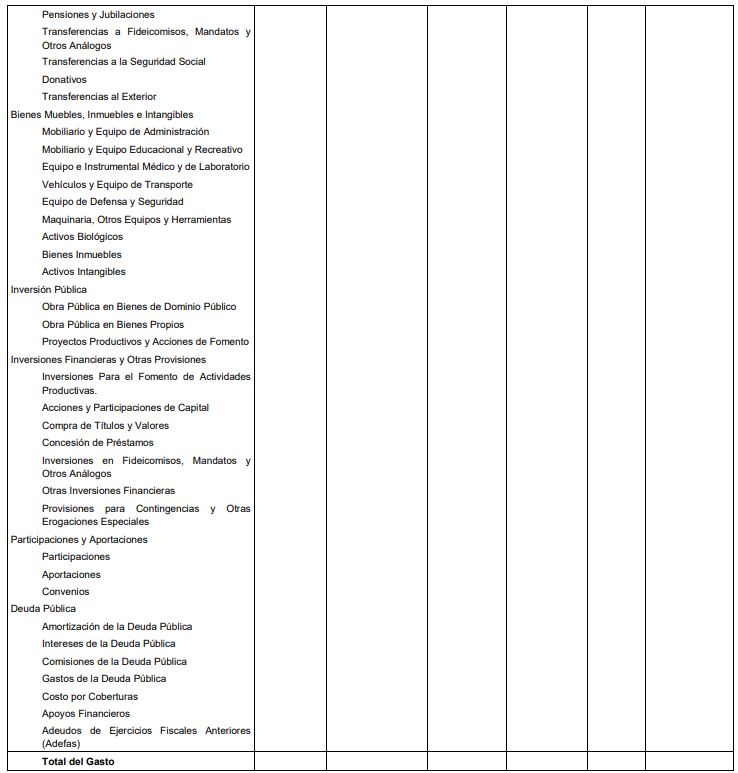 Pensiones y Jubilaciones
Transferencias a Fideicomisos, Mandatos y
Otros Análogos
Transferencias a la Seguridad Social
Donativos
Transferencias al Exterior
Bienes Muebles, Inmuebles e Intangibles
Mobiliario y Equipo de Administración
Mobiliario y Equipo Educacional y Recreativo
Equipo e Instrumental Médico y de Laboratorio
Vehículos y Equipo de Transporte
Equipo de Defensa y Seguridad
Maquinaria, Otros Equipos y Herramientas
Activos Biológicos
Bienes Inmuebles
Activos Intangibles
Inversión Pública
Obra Pública en Bienes de Dominio Público
Obra Pública en Bienes Propios
Proyectos Productivos y Acciones de Fomento
Inversiones Financieras y Otras Provisiones
Inversiones Para el Fomento de Actividades
Productivas.
Acciones y Participaciones de Capital
Compra de Títulos y Valores
Concesión de Préstamos
Inversiones en Fideicomisos, Mandatos y
Otros Análogos
Otras Inversiones Financieras
Provisiones para Contingencias y Otras
Erogaciones Especiales
Participaciones y Aportaciones
Participaciones
Aportaciones
Convenios
Deuda Pública
Amortización de la Deuda Pública
Intereses de la Deuda Pública
Comisiones de la Deuda Pública
Gastos de la Deuda Pública
Costo por Coberturas
Apoyos Financieros
Adeudos de Ejercicios Fiscales Anteriores
(Adefas)
Total del Gasto